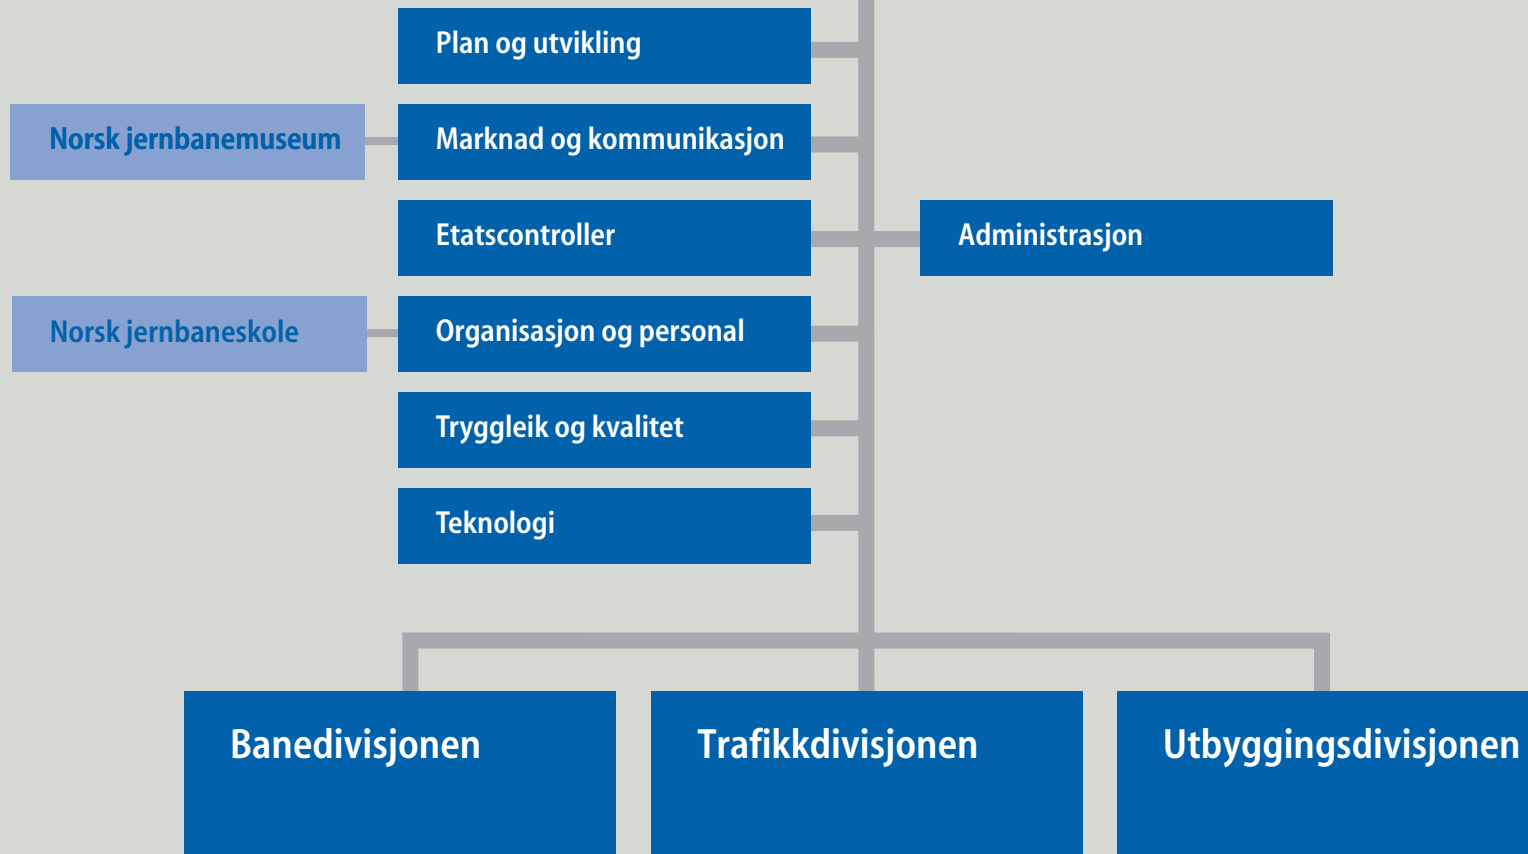 Plan og utvikling
Norsk jernbanemuseum
Marknad og kommunikasjon
Etatscontroller
Administrasjon
Norsk jernbaneskole
Organisasjon og personal
Tryggleik og kvalitet
Teknologi
Banedivisjonen
Trafikkdivisjonen
Utbyggingsdivisjonen